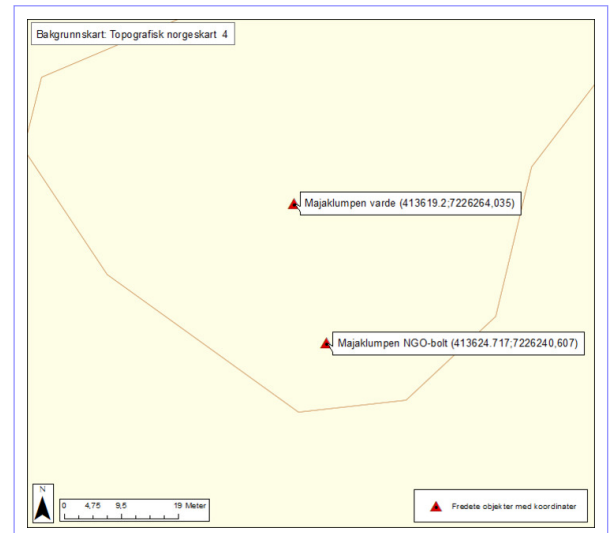 Bakgrunnskart: Topografisk norgeskart 4
Majaklumpen varde (413619.2;7226264,035)
Majaklumpen NGO-bolt (413624.717;7226240,607)
N
0 4,75 9,5 19 Meter
Fredete objekter med koordinater